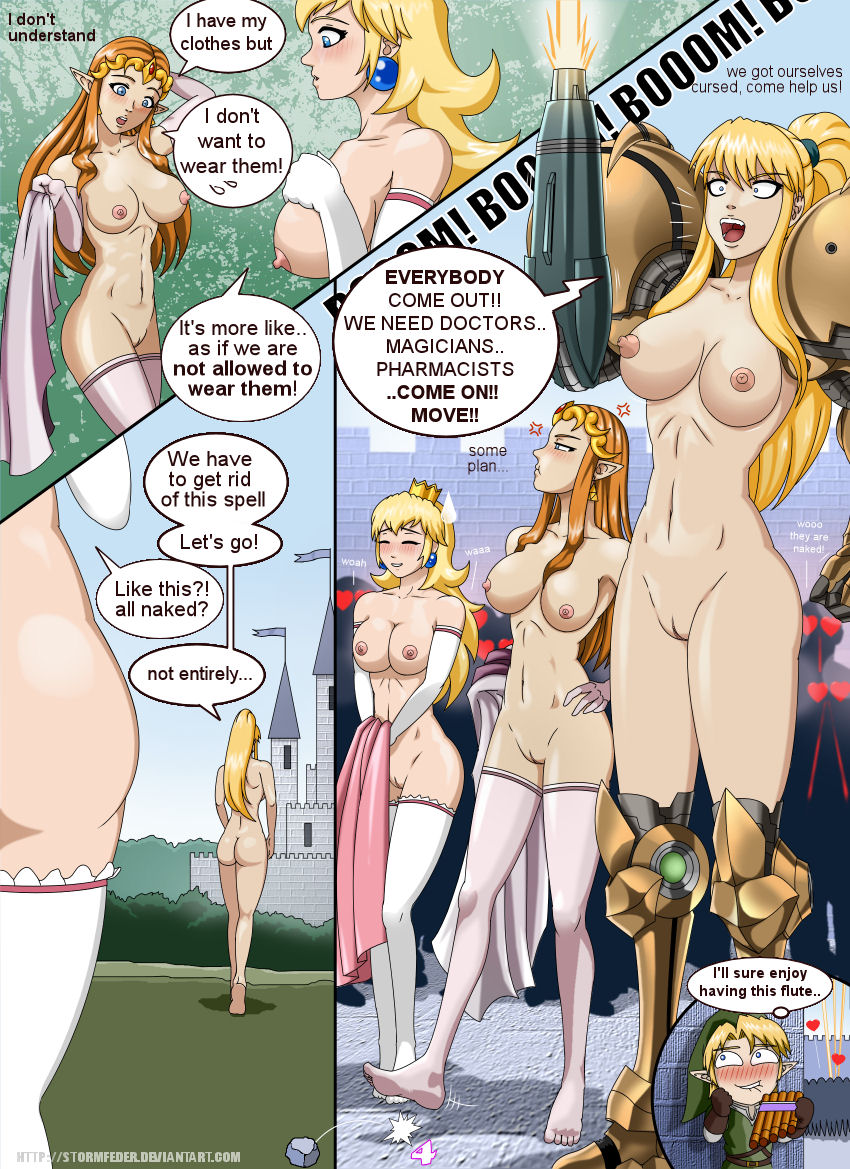 I don't
understand
I have my
clothes but
I don't
want to
wear them!
It's more like..
as if we are
not allowed to
wear them!
We have
to get rid
of this spell
Let's go!
Like this?!
all naked?
not entirely...
BOOOM! BOOOM! BOOOM! BO
we got ourselves
cursed, come help us!
EVERYBODY
COME OUT!!
WE NEED DOCTORS..
MAGICIANS..
PHARMACISTS
..COME ON!!
MOVE!!
some
plan...
woah
waaa
wooo
they are
naked!
I'll sure enjoy
having this flute..
4
HTTP://STORMFEDER.DEVIANTART.COM